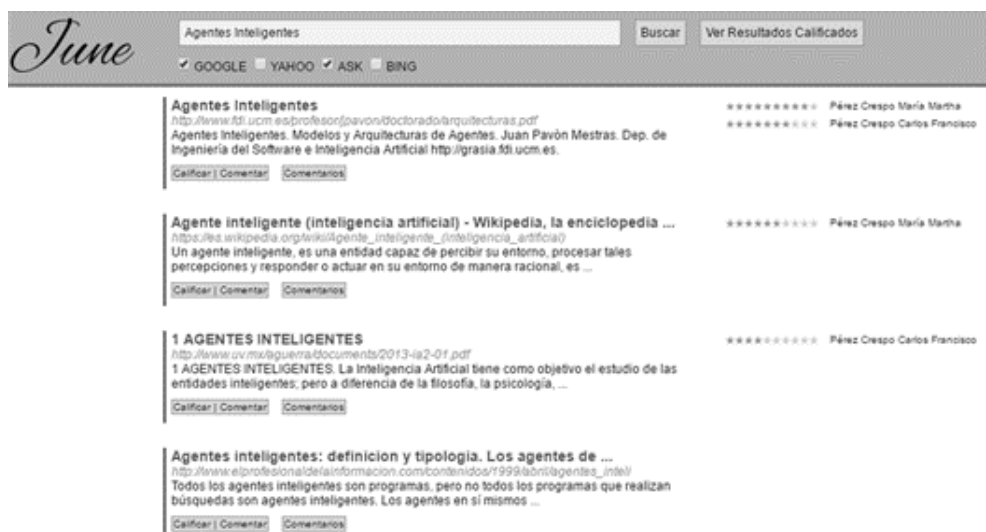 June
Agentes Inteligentes
Buscar
Ver Resultados Calificados
GOOGLE YAHOO ASK BING
Agentes Inteligentes
http://www.fdi.ucm.es/profesor/jpavon/doctorado/arquitecturas.pdf
Agentes Inteligentes. Modelos y Arquitecturas de Agentes. Juan Pavón Mestras. Dep. de
Ingeniería del Software e Inteligencia Artificial http://grasia.fdi.ucm.es.
Calificar | Comentar Comentarios
Pérez Crespo María Martha
Pérez Crespo Carlos Francisco
Agente inteligente (inteligencia artificial) - Wikipedia, la enciclopedia ...
https://es.wikipedia.org/wiki/Agente_inteligente_(inteligencia_artificial)
Un agente inteligente, es una entidad capaz de percibir su entorno, procesar tales
percepciones y responder o actuar en su entorno de manera racional, es ...
Calificar | Comentar Comentarios
Pérez Crespo María Martha
1 AGENTES INTELIGENTES
http://www.uv.mx/aguerra/documents/2013-ia2-01.pdf
1 AGENTES INTELIGENTES. La Inteligencia Artificial tiene como objetivo el estudio de las
entidades inteligentes; pero a diferencia de la filosofía, la psicología, ...
Calificar | Comentar Comentarios
Pérez Crespo Carlos Francisco
Agentes inteligentes: definicion y tipologia. Los agentes de ...
http://www.elprofesionaldelainformacion.com/contenidos/1999/abril/agentes_inteli/
Todos los agentes inteligentes son programas, pero no todos los programas que realizan
búsquedas son agentes inteligentes. Los agentes en sí mismos ...
Calificar | Comentar Comentarios